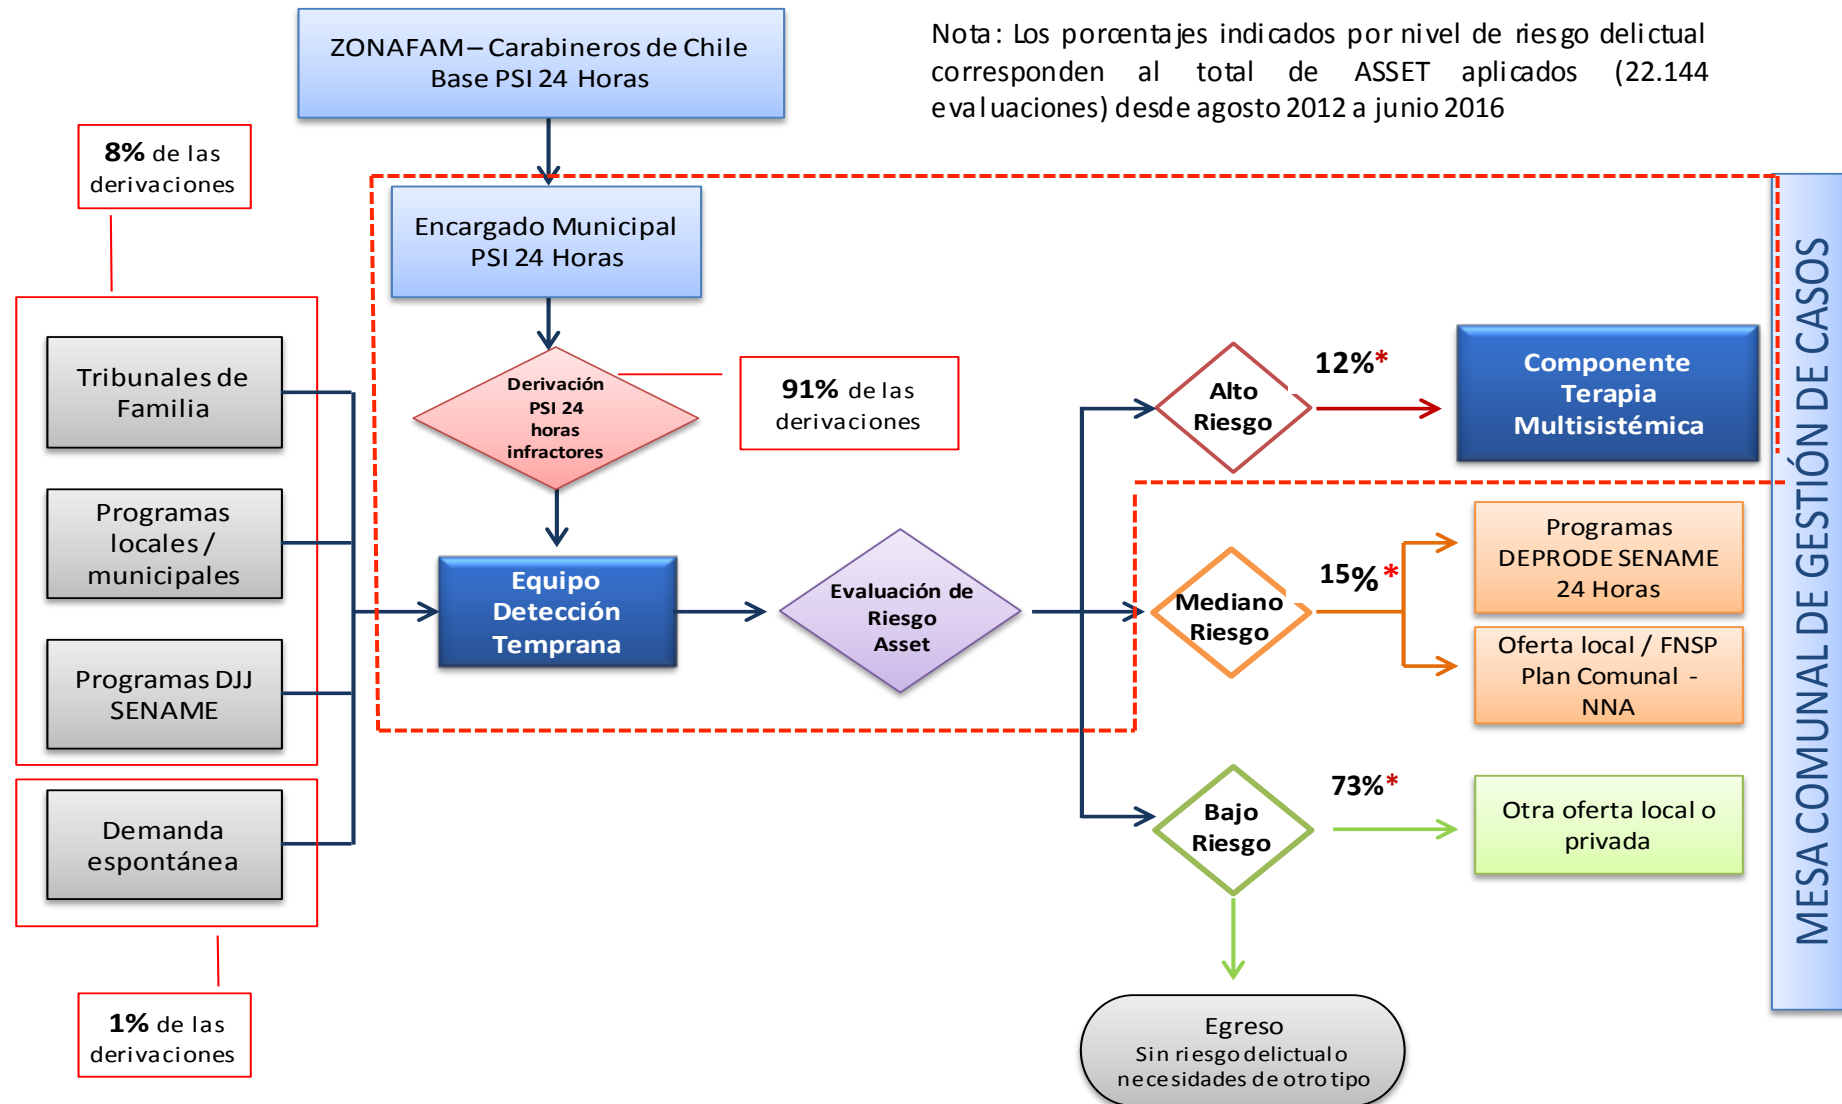 ZONAFAM – Carabineros de Chile
Base PSI 24 Horas
Nota: Los porcentajes indicados por nivel de riesgo delictual
corresponden al total de ASSET aplicados (22.144
evaluaciones) desde agosto 2012 a junio 2016
8% de las
derivaciones
Encargado Municipal
PSI 24 Horas
Tribunales de
Familia
Derivación
PSI 24
horas
infractores
91% de las
derivaciones
Alto
Riesgo
12%*
Componente
Terapia
Multisistémica
Programas
locales /
municipales
Equipo
Detección
Temprana
Evaluación de
Riesgo
Asset
Mediano
Riesgo
15% *
Programas
DEPRODE SENAME
24 Horas
Oferta local / FNSP
Plan Comunal -
NNA
Programas DJJ
SENAME
Demanda
espontánea
Bajo
Riesgo
73%*
Otra oferta local o
privada
1% de las
derivaciones
Egreso
Sin riesgo delictual o
necesidades de otro tipo
MESA COMUNAL DE GESTIÓN DE CASOS